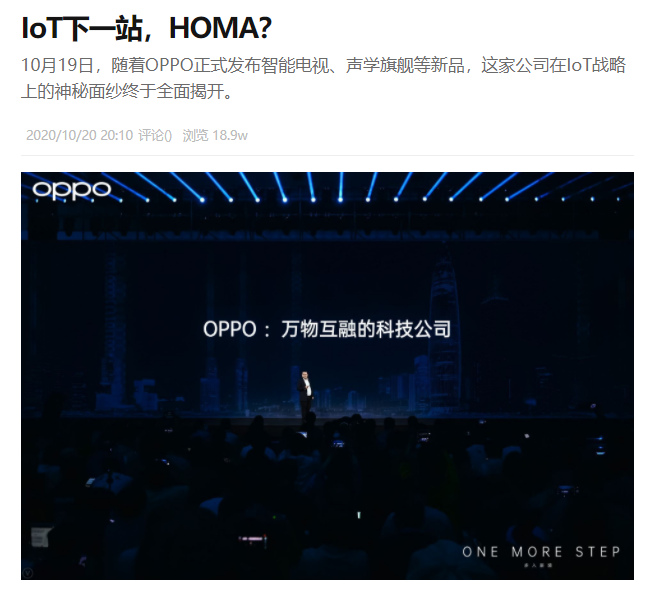 IoT下一站，HOMA？
10月19日，随着OPPO正式发布智能电视、声学旗舰等新品，这家公司在IoT战略
上的神秘面纱终于全面揭开。
2020/10/20 20:10 评论() 浏览 18.9w
oppo
OPPO ：万物互融的科技公司
ONE MORE STEP